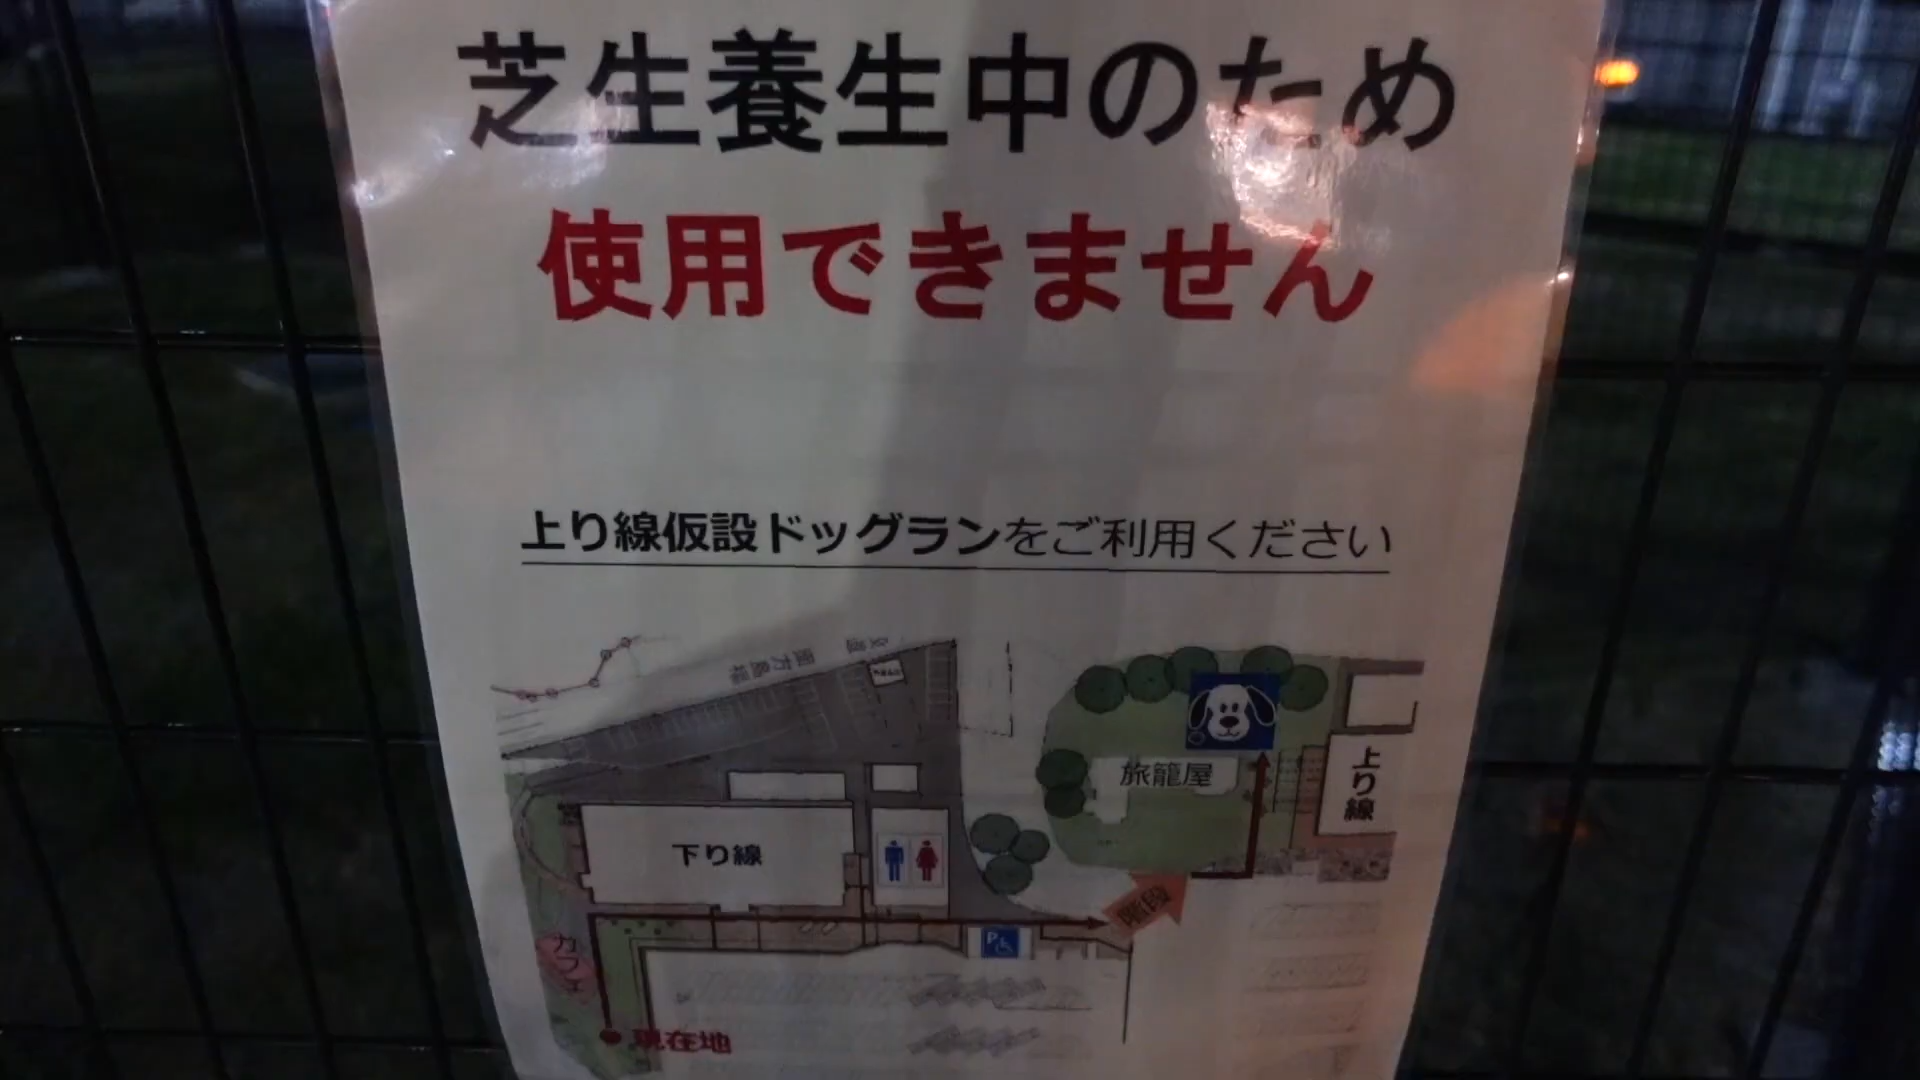 芝生養生中のため
使用できません
上り線仮設ドッグランをご利用ください
旅籠屋
上り線
下り線
階段
P
カフェ
現在地